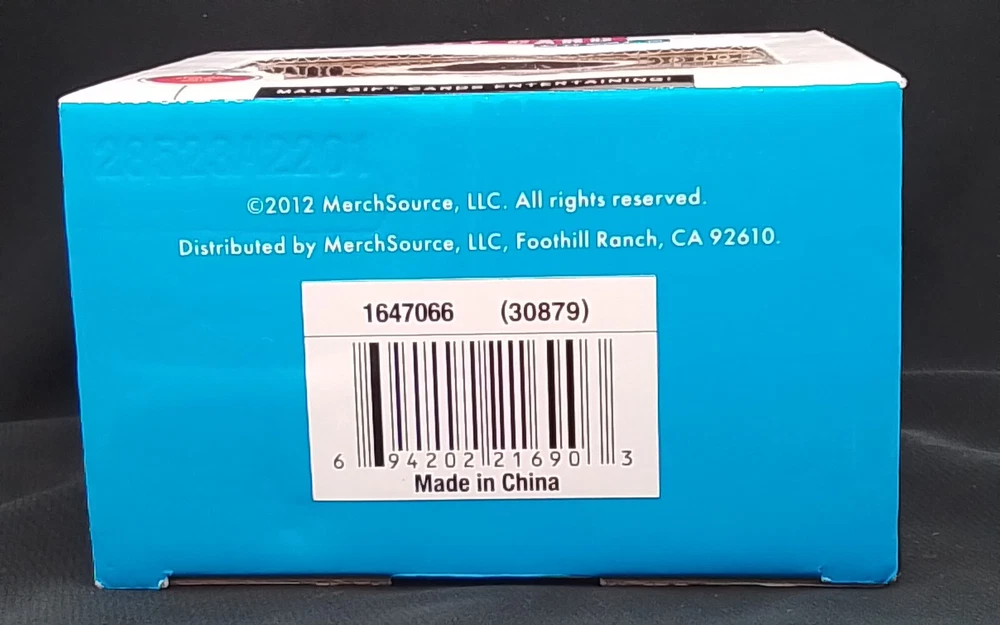 MAKE GIFT CARDS ENTERTAINING!
©2012 MerchSource, LLC. All rights reserved.
Distributed by MerchSource, LLC, Foothill Ranch, CA 92610.
1647066 (30879)
6 94202 21690 3
Made in China